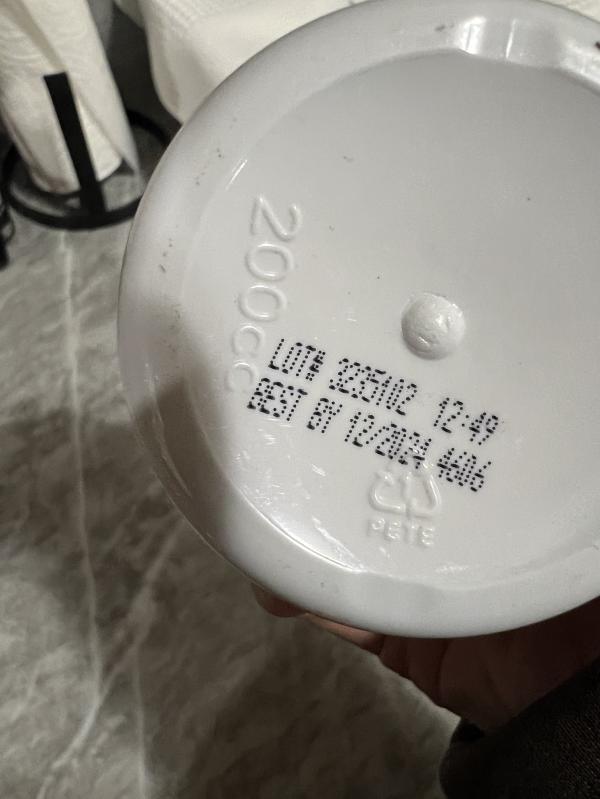 200cc
LOT# 3235102 12:49
BEST BY 12/2024 4606
PETE